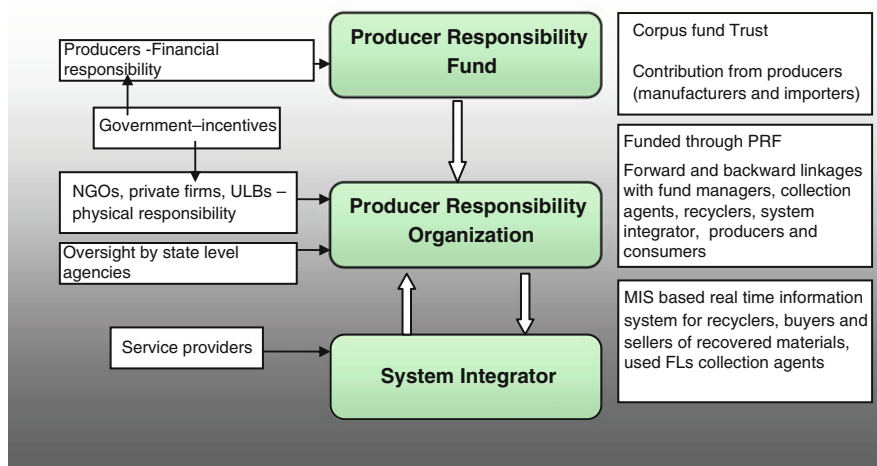 Producers -Financial
responsibility
Government–incentives
NGOs, private firms, ULBs –
physical responsibility
Oversight by state level
agencies
Service providers
Producer Responsibility
Fund
Producer Responsibility
Organization
System Integrator
Corpus fund Trust
Contribution from producers
(manufacturers and importers)
Funded through PRF
Forward and backward linkages
with fund managers, collection
agents, recyclers, system
integrator, producers and
consumers
MIS based real time information
system for recyclers, buyers and
sellers of recovered materials,
used FLs collection agents